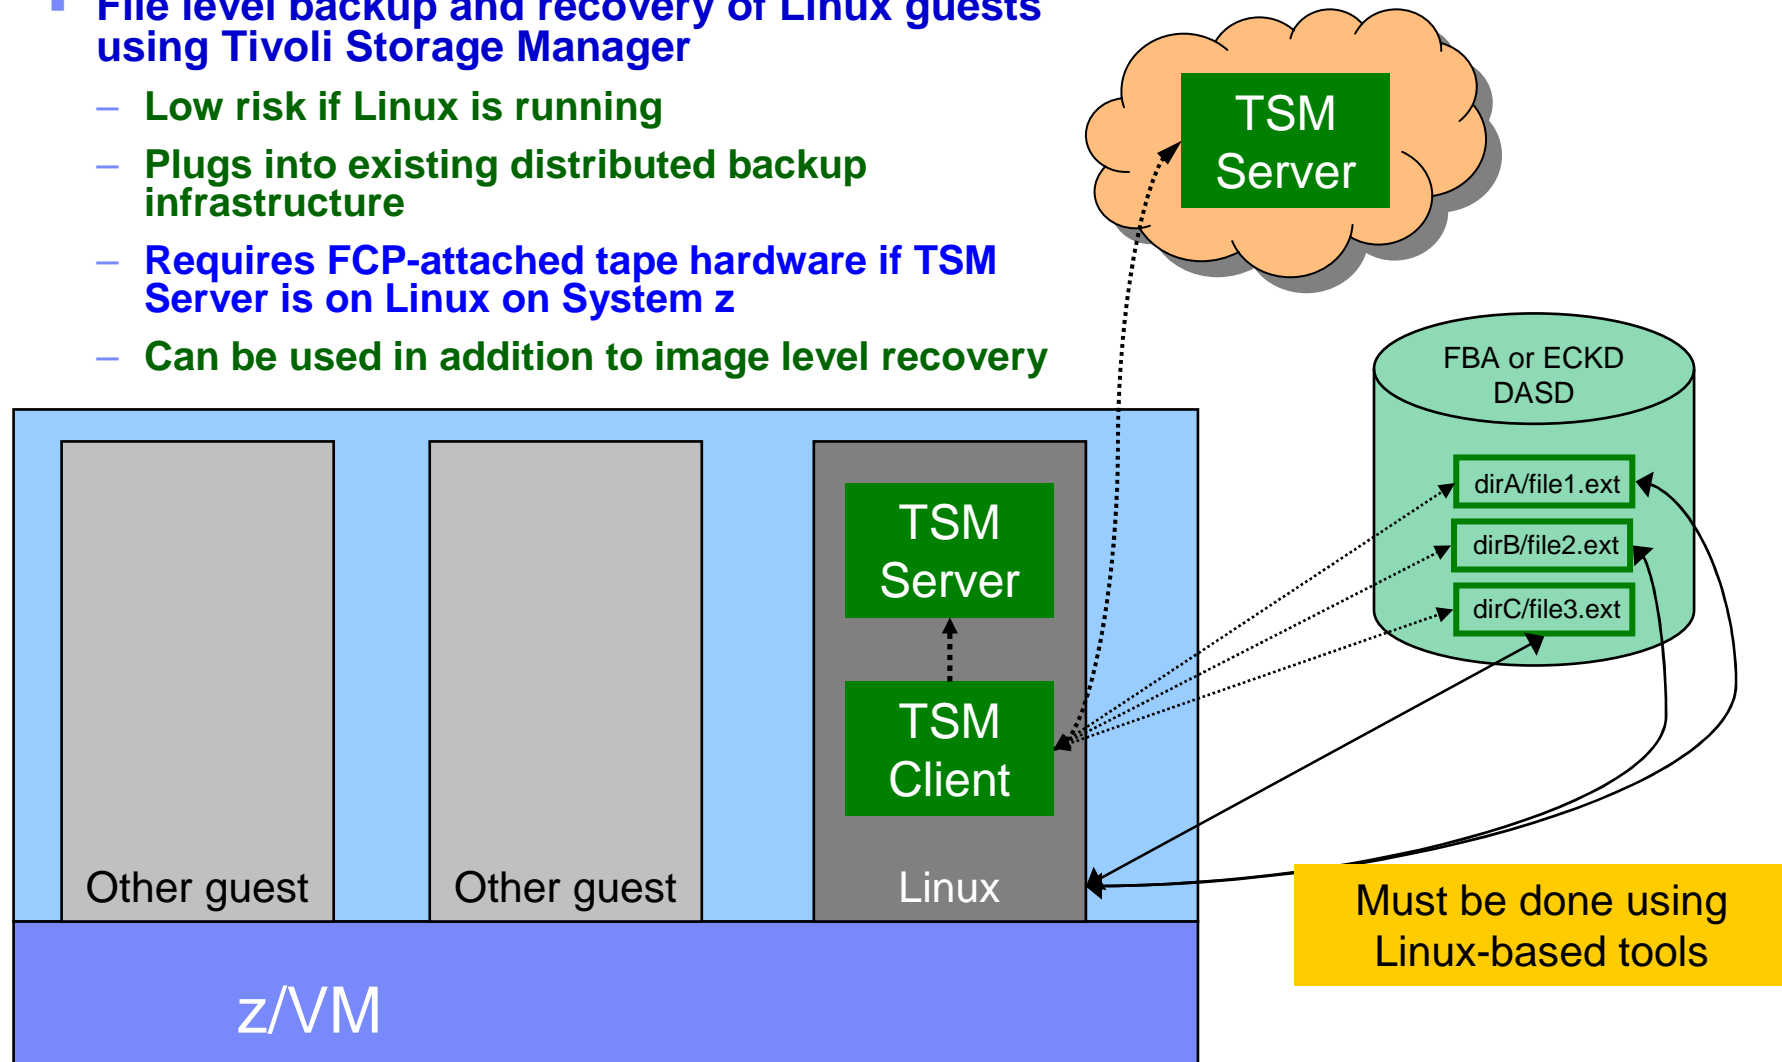 File level backup and recovery of Linux guests
using Tivoli Storage Manager
– Low risk if Linux is running
– Plugs into existing distributed backup
infrastructure
– Requires FCP-attached tape hardware if TSM
Server is on Linux on System z
– Can be used in addition to image level recovery
TSM
Server
FBA or ECKD
DASD
dirA/file1.ext
dirB/file2.ext
dirC/file3.ext
TSM
Server
TSM
Client
Other guest
Other guest
Linux
Must be done using
Linux-based tools
z/VM